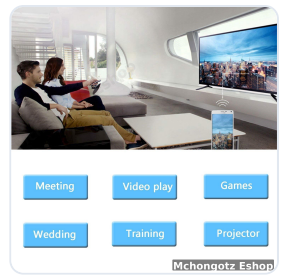 Meeting
Video play
Games
Wedding
Training
Projector
Mchongotz Eshop